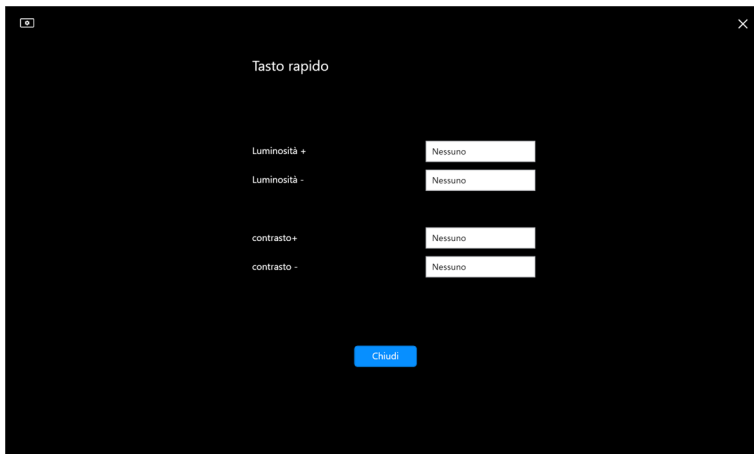 Tasto rapido
Luminosità + Nessuno
Luminosità - Nessuno
contrasto+ Nessuno
contrasto - Nessuno
Chiudi